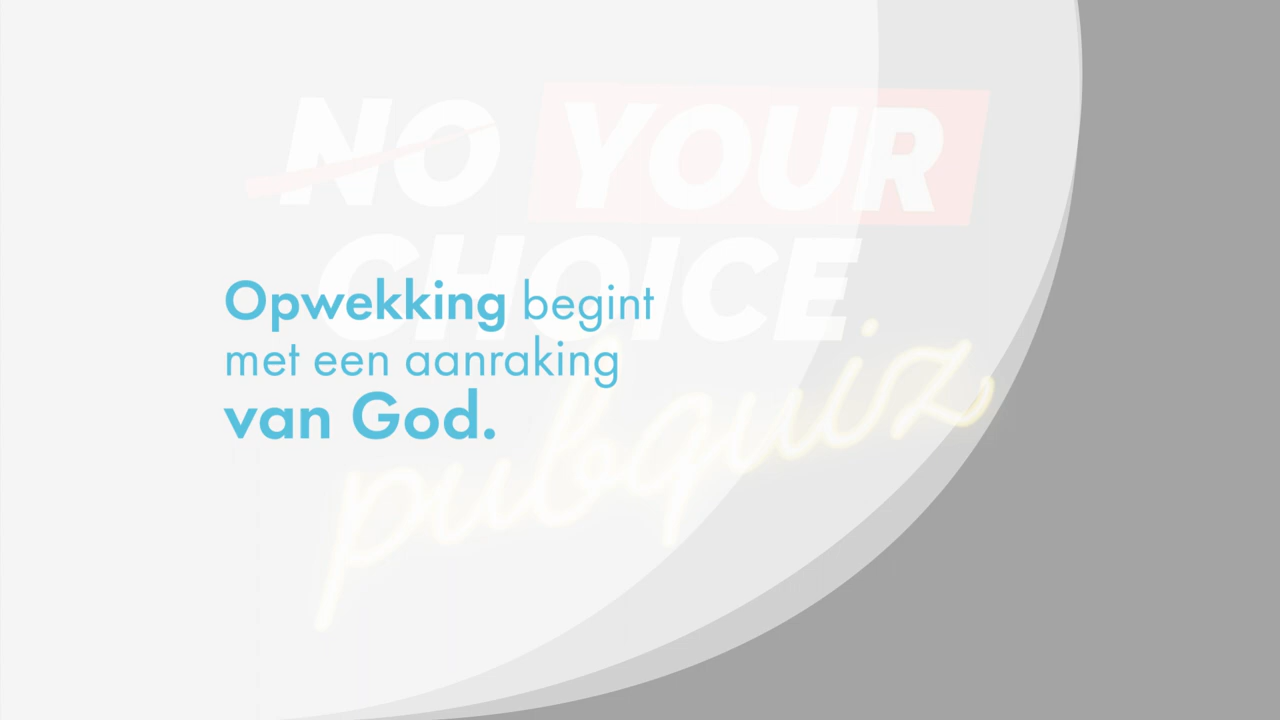 NO YOUR
CHOICE
pubquiz
Opwekking begint
met een aanraking
van God.